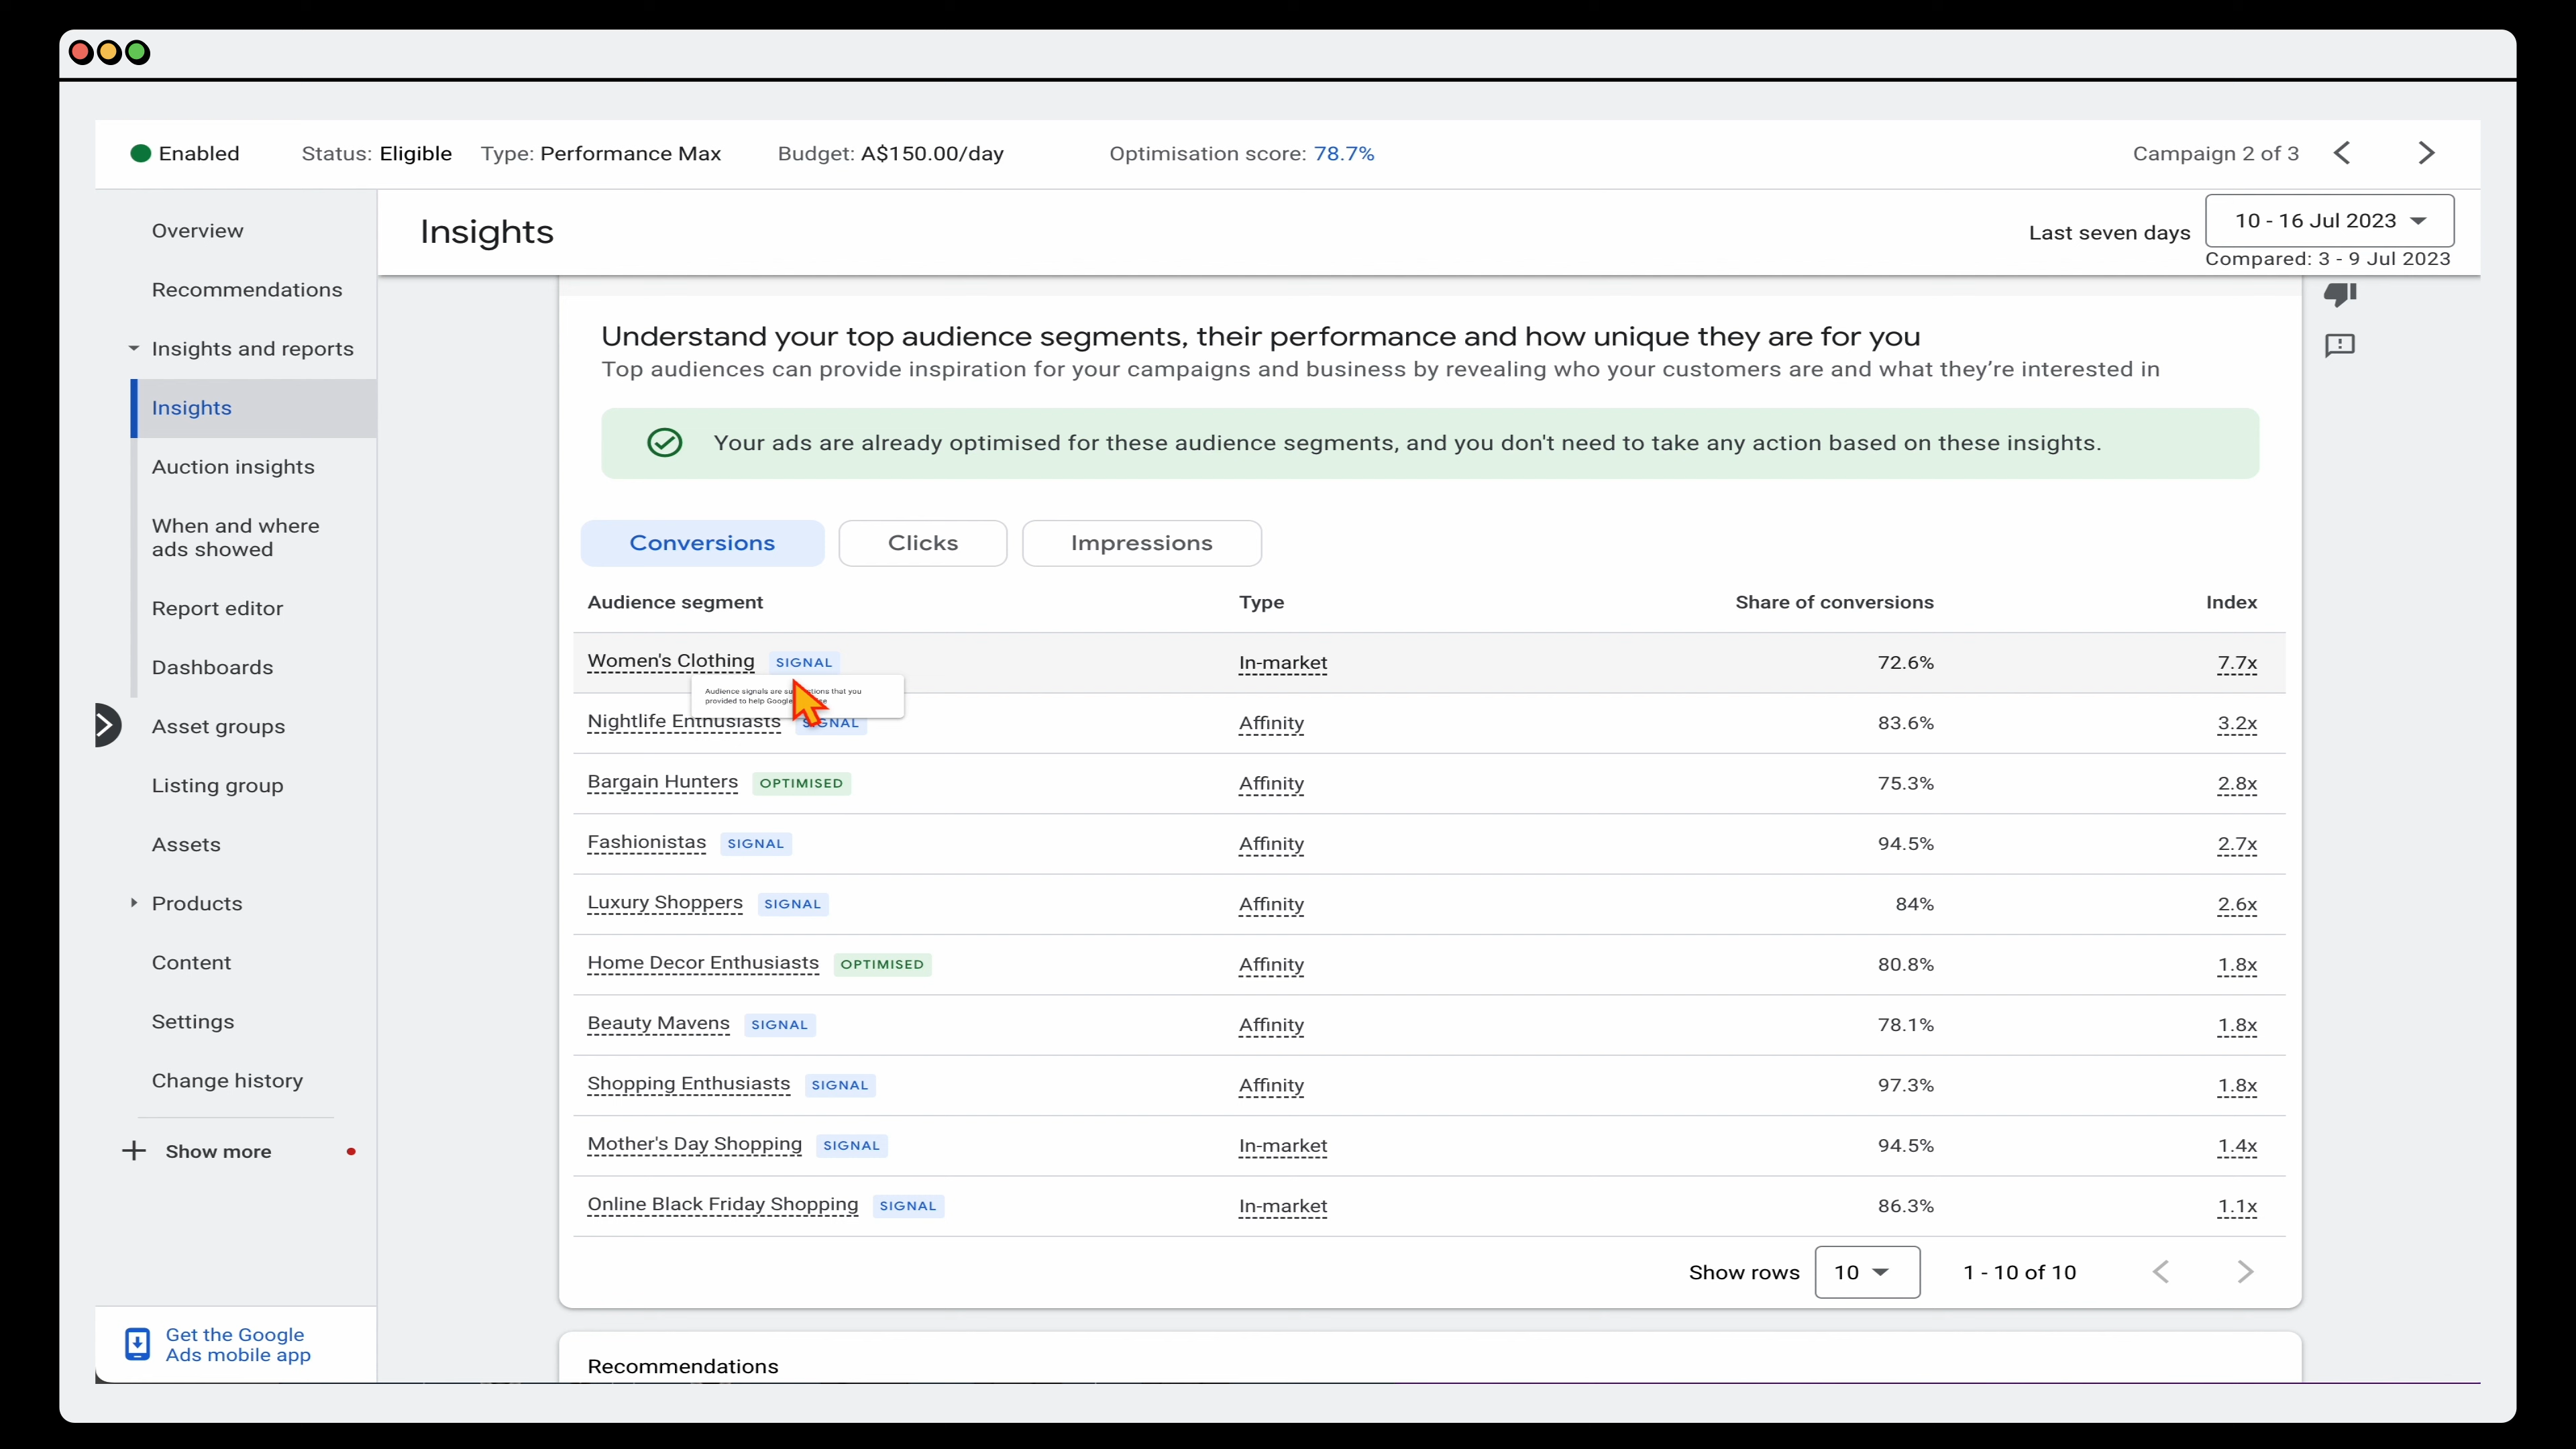 Enabled Status: Eligible Type: Performance Max Budget: A$150.00/day Optimisation score: 78.7% Campaign 2 of 3
Overview
Recommendations
Insights and reports
Insights
Auction insights
When and where
ads showed
Report editor
Dashboards
Asset groups
Listing group
Assets
Products
Content
Settings
Change history
Show more
Get the Google
Ads mobile app
Insights
Last seven days 10 - 16 Jul 2023
Compared: 3 - 9 Jul 2023
Understand your top audience segments, their performance and how unique they are for you
Top audiences can provide inspiration for your campaigns and business by revealing who your customers are and what they're interested in
Your ads are already optimised for these audience segments, and you don't need to take any action based on these insights.
Conversions Clicks Impressions
Audience segment Type Share of conversions Index
Women's Clothing SIGNAL In-market 72.6% 7.7x
Audience signals are that you
provided to help Google
Nightlife Enthusiasts SIGNAL Affinity 83.6% 3.2x
Bargain Hunters OPTIMISED Affinity 75.3% 2.8x
Fashionistas SIGNAL Affinity 94.5% 2.7x
Luxury Shoppers SIGNAL Affinity 84% 2.6x
Home Decor Enthusiasts OPTIMISED Affinity 80.8% 1.8x
Beauty Mavens SIGNAL Affinity 78.1% 1.8x
Shopping Enthusiasts SIGNAL Affinity 97.3% 1.8x
Mother's Day Shopping SIGNAL In-market 94.5% 1.4x
Online Black Friday Shopping SIGNAL In-market 86.3% 1.1x
Show rows 10 1 - 10 of 10
Recommendations